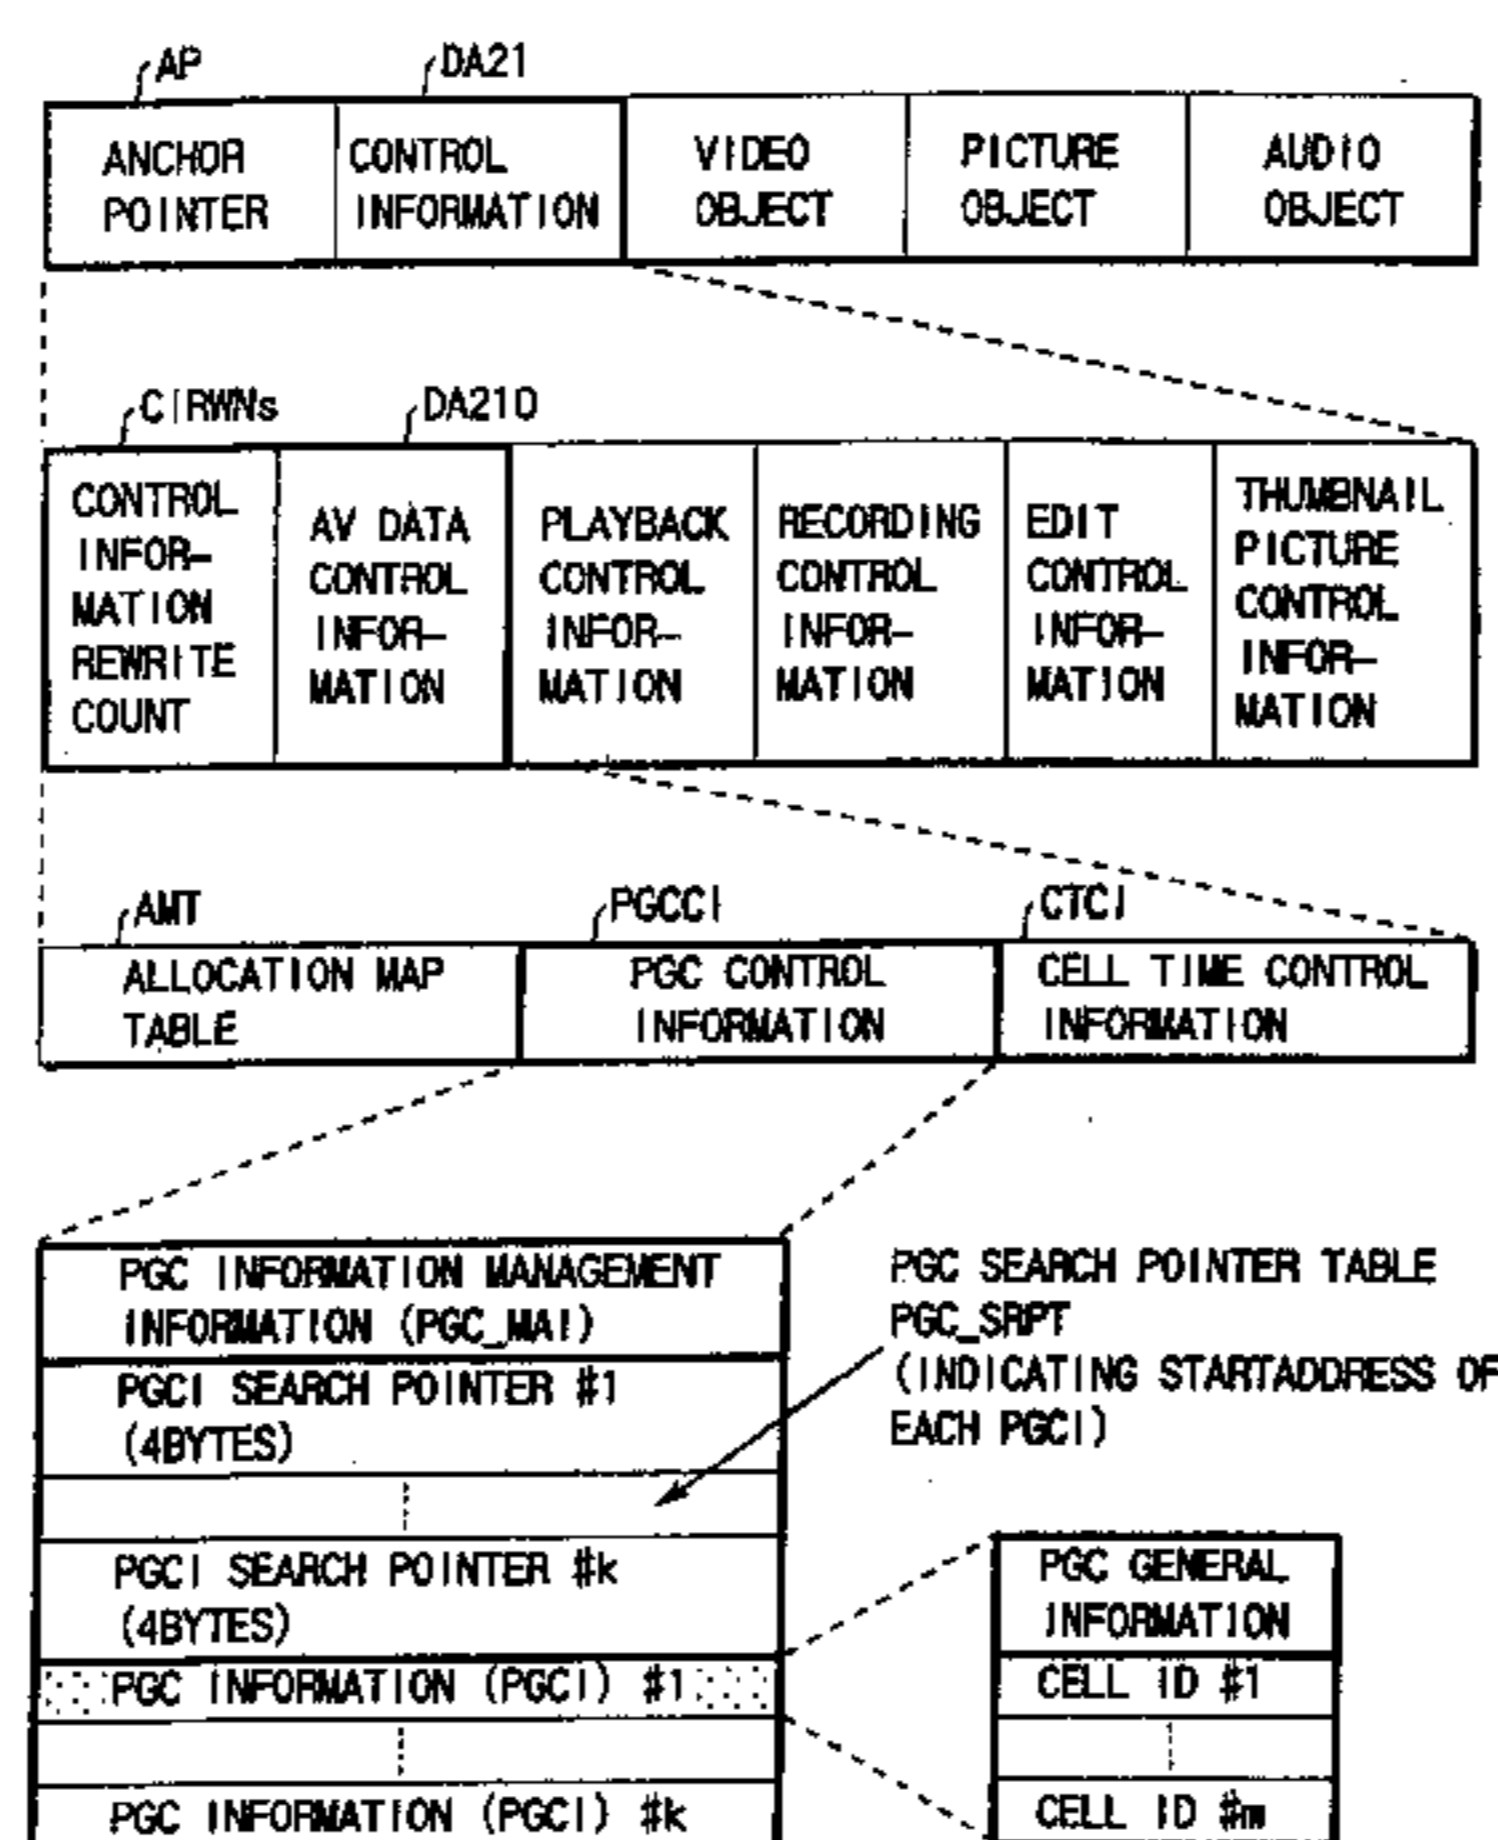 AP
DA21
ANCHOR
POINTER
CONTROL
INFORMATION
VIDEO
OBJECT
PICTURE
OBJECT
AUDIO
OBJECT
CIRWNs
DA210
CONTROL
INFOR-
MATION
REWRITE
COUNT
AV DATA
CONTROL
INFOR-
MATION
PLAYBACK
CONTROL
INFOR-
MATION
RECORDING
CONTROL
INFOR-
MATION
EDIT
CONTROL
INFOR-
MATION
THUMBNAIL
PICTURE
CONTROL
INFOR-
MATION
AMT
PGCCI
CTCI
ALLOCATION MAP
TABLE
PGC CONTROL
INFORMATION
CELL TIME CONTROL
INFORMATION
PGC INFORMATION MANAGEMENT
INFORMATION (PGC_MAI)
PGCI SEARCH POINTER #1
(4BYTES)
PGCI SEARCH POINTER #k
(4BYTES)
PGC INFORMATION (PGCI) #1
PGC INFORMATION (PGCI) #k
PGC SEARCH POINTER TABLE
PGC_SRPT
(INDICATING STARTADDRESS OF
EACH PGCI)
PGC GENERAL
INFORMATION
CELL ID #1
CELL ID #m